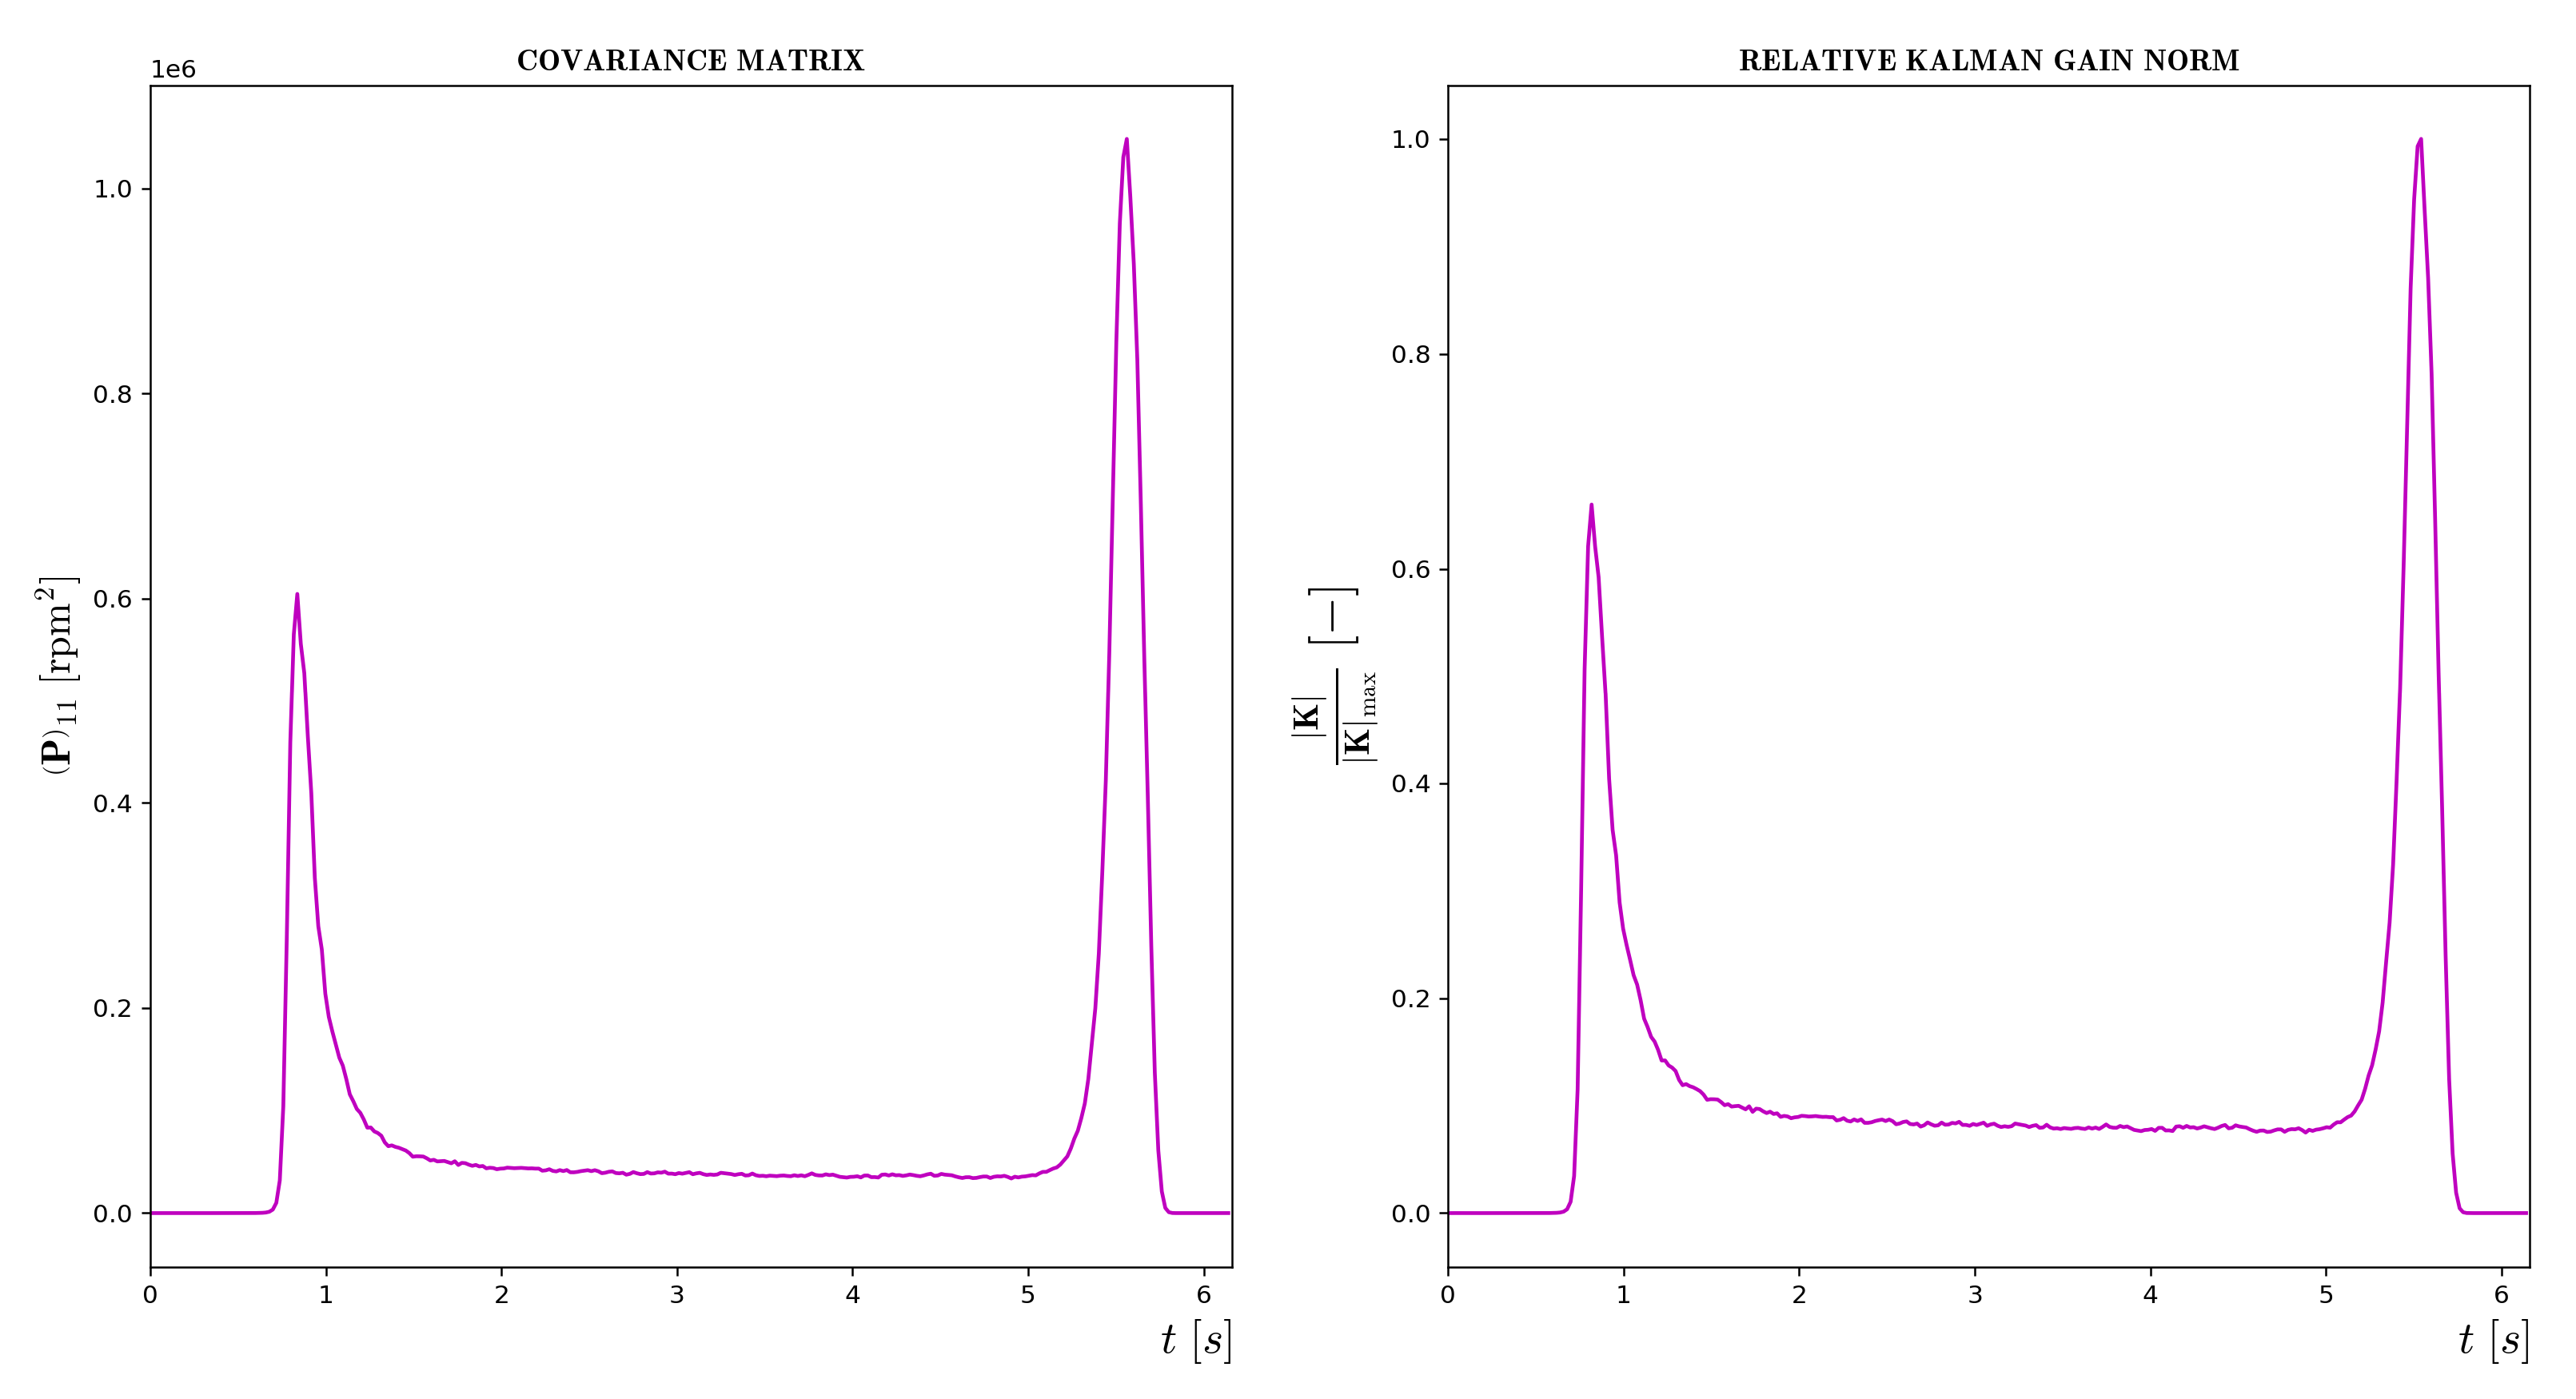 COVARIANCE MATRIX
1e6
(P)₁₁ [rpm²]
1.0
0.8
0.6
0.4
0.2
0.0
0 1 2 3 4 5 6
t [s]
RELATIVE KALMAN GAIN NORM
|K| / |K|max [−]
1.0
0.8
0.6
0.4
0.2
0.0
0 1 2 3 4 5 6
t [s]